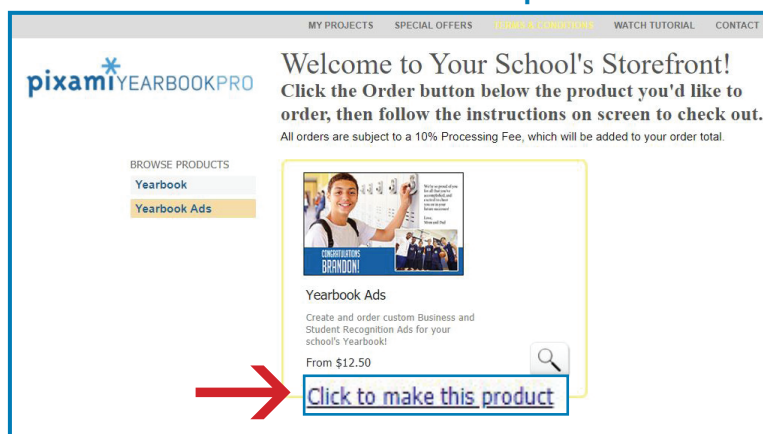 MY PROJECTS SPECIAL OFFERS TERMS & CONDITIONS WATCH TUTORIAL CONTACT
pixami YEARBOOKPRO
Welcome to Your School's Storefront!
Click the Order button below the product you'd like to
order, then follow the instructions on screen to check out.
All orders are subject to a 10% Processing Fee, which will be added to your order total.
BROWSE PRODUCTS
Yearbook
Yearbook Ads
CONGRATULATIONS
BRANDON!
Yearbook Ads
Create and order custom Business and
Student Recognition Ads for your
school's Yearbook!
From $12.50
Click to make this product